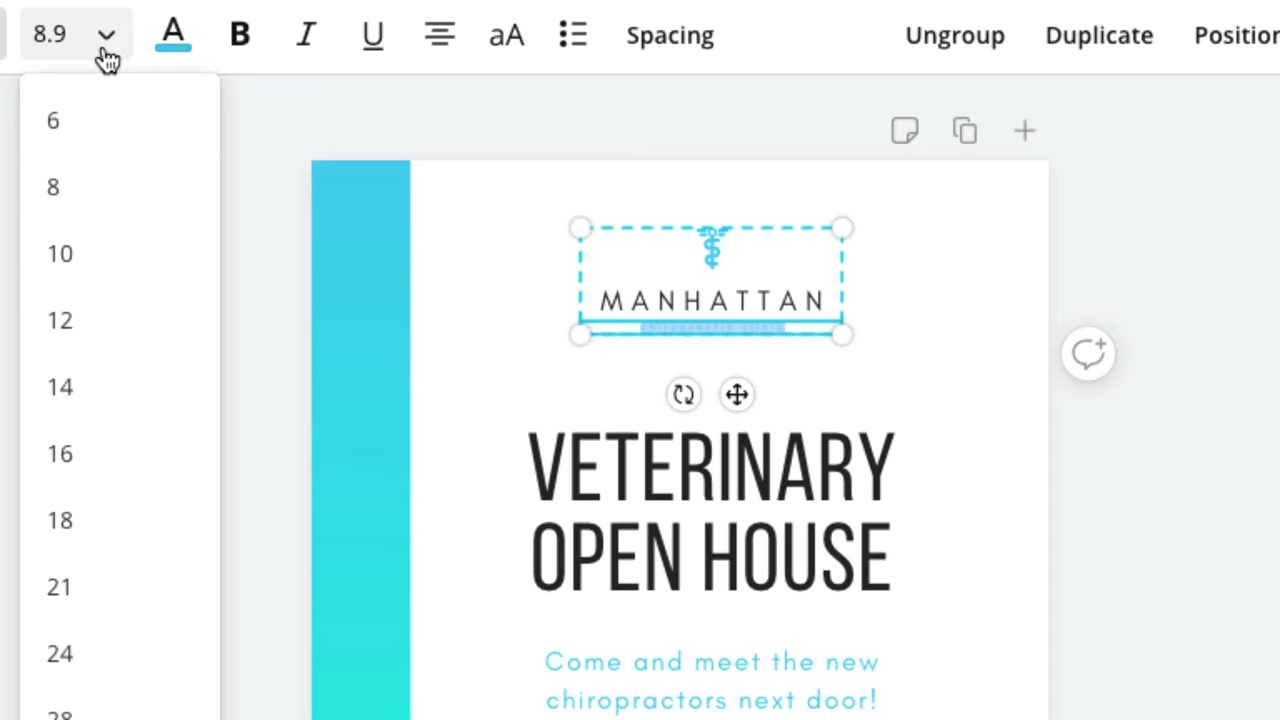 8.9 A B I U aA Spacing Ungroup Duplicate
6
8
10
12
14
16
18
21
24
MANHATTAN
VETERINARY
OPEN HOUSE
Come and meet the new
chiropractors next door!